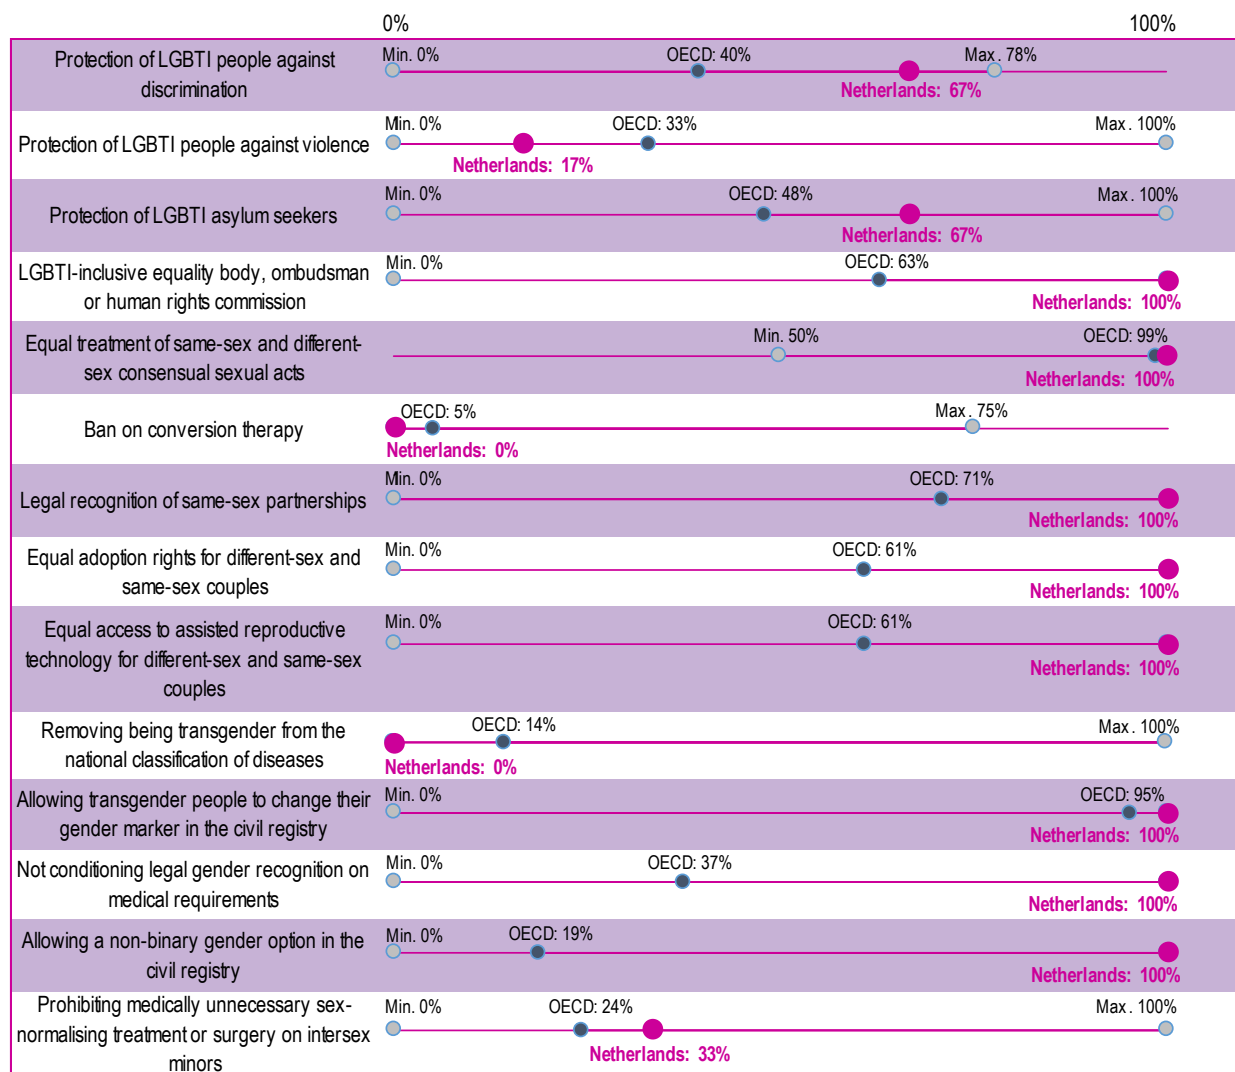 0% 100%
Protection of LGBTI people against
discrimination
Min. 0% OECD: 40% Max. 78%
Netherlands: 67%
Protection of LGBTI people against violence
Min. 0% OECD: 33% Max. 100%
Netherlands: 17%
Protection of LGBTI asylum seekers
Min. 0% OECD: 48% Max. 100%
Netherlands: 67%
LGBTI-inclusive equality body, ombudsman
or human rights commission
Min. 0% OECD: 63%
Netherlands: 100%
Equal treatment of same-sex and different-
sex consensual sexual acts
Min. 50% OECD: 99%
Netherlands: 100%
Ban on conversion therapy
OECD: 5% Max. 75%
Netherlands: 0%
Legal recognition of same-sex partnerships
Min. 0% OECD: 71%
Netherlands: 100%
Equal adoption rights for different-sex and
same-sex couples
Min. 0% OECD: 61%
Netherlands: 100%
Equal access to assisted reproductive
technology for different-sex and same-sex
couples
Min. 0% OECD: 61%
Netherlands: 100%
Removing being transgender from the
national classification of diseases
OECD: 14% Max. 100%
Netherlands: 0%
Allowing transgender people to change their
gender marker in the civil registry
Min. 0% OECD: 95%
Netherlands: 100%
Not conditioning legal gender recognition on
medical requirements
Min. 0% OECD: 37%
Netherlands: 100%
Allowing a non-binary gender option in the
civil registry
Min. 0% OECD: 19%
Netherlands: 100%
Prohibiting medically unnecessary sex-
normalising treatment or surgery on intersex
minors
Min. 0% OECD: 24% Max. 100%
Netherlands: 33%